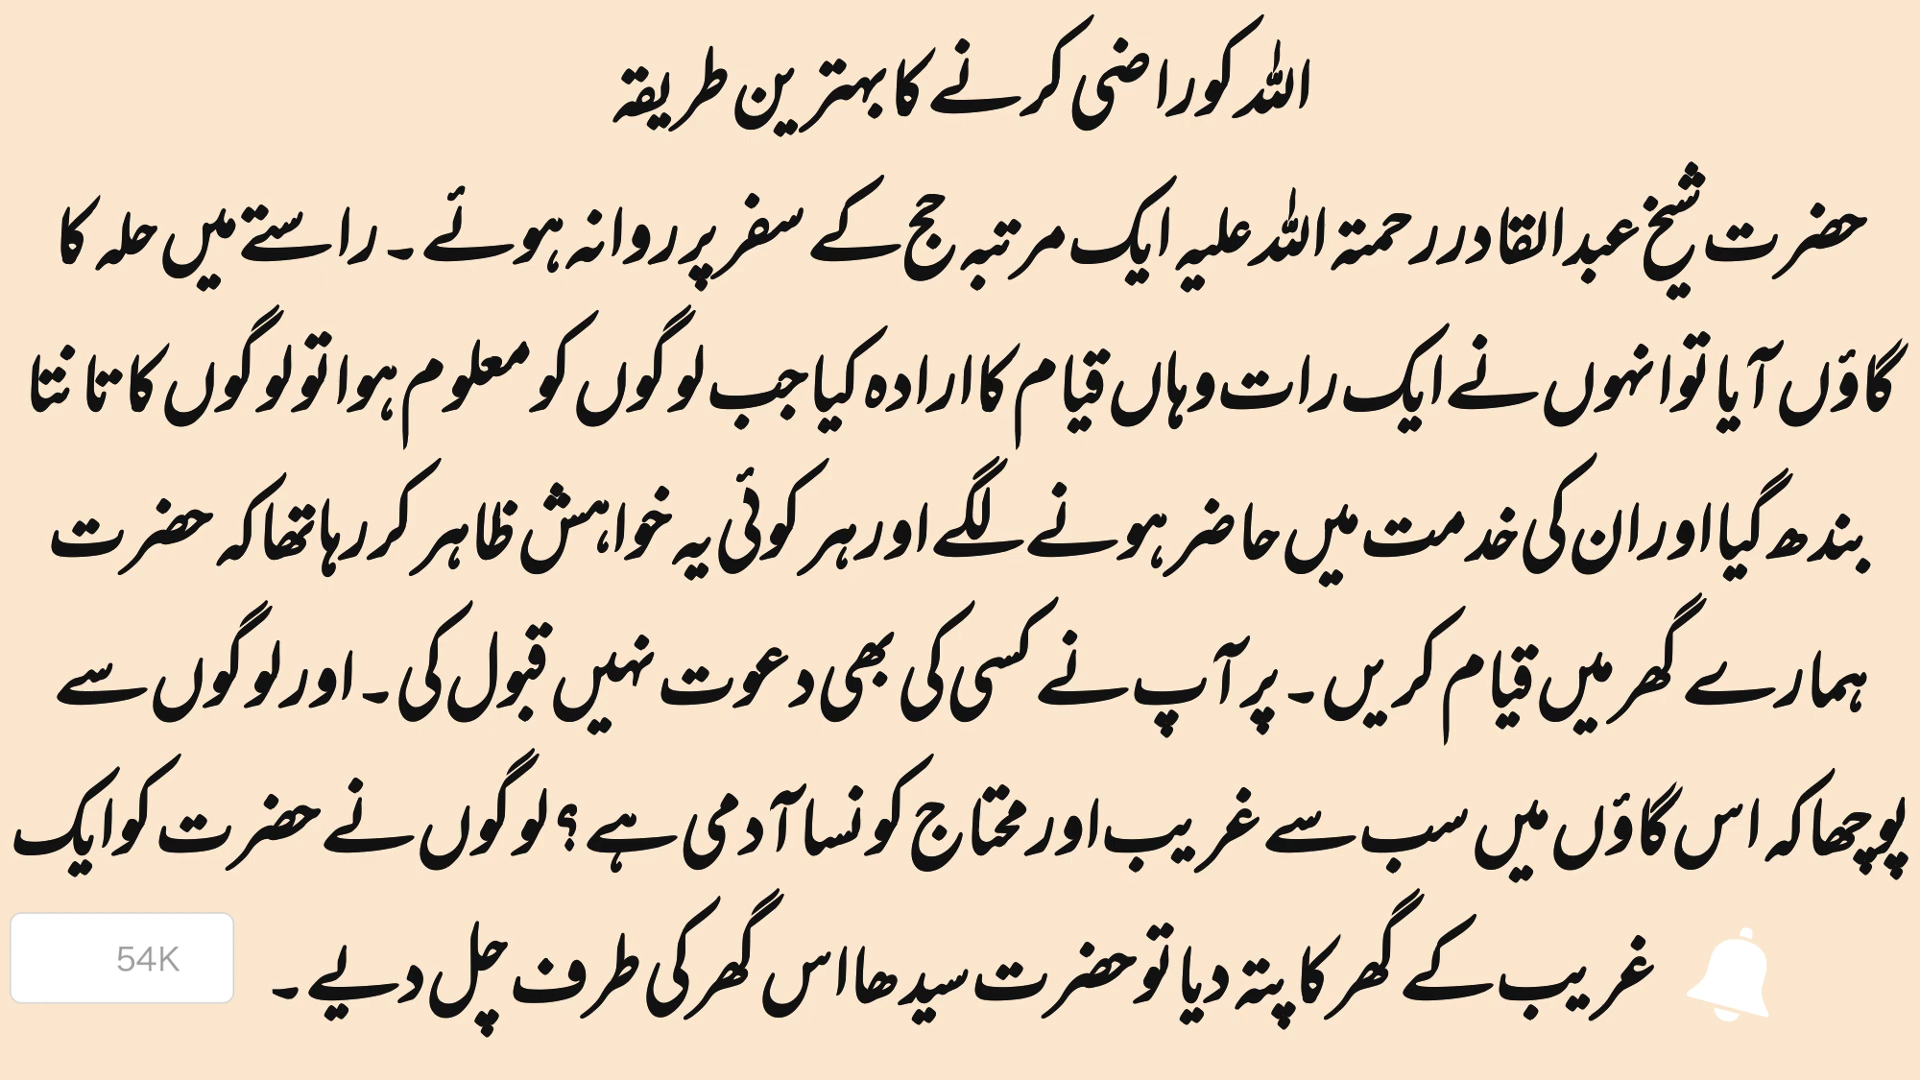 اللہ کو راضی کرنے کا بہترین طریقہ
حضرت شیخ عبدالقادر رحمتہ اللہ علیہ ایک مرتبہ حج کے سفر پر روانہ ہوئے ۔ راستے میں حلہ کا
گاؤں آیا تو انہوں نے ایک رات وہاں قیام کا ارادہ کیا جب لوگوں کو معلوم ہوا تو لوگوں کا تا نتا
بندھ گیا اور ان کی خدمت میں حاضر ہونے لگے اور ہر کوئی یہ خواہش ظاہر کر رہا تھا کہ حضرت
ہمارے گھر میں قیام کریں ۔ پر آپ نے کسی کی بھی دعوت نہیں قبول کی ۔ اور لوگوں سے
پوچھا کہ اس گاؤں میں سب سے غریب اور محتاج کونسا آدمی ہے ؟ لوگوں نے حضرت کو ایک
غریب کے گھر کا پتہ دیا تو حضرت سیدھا اس گھر کی طرف چل دیے ۔
54K